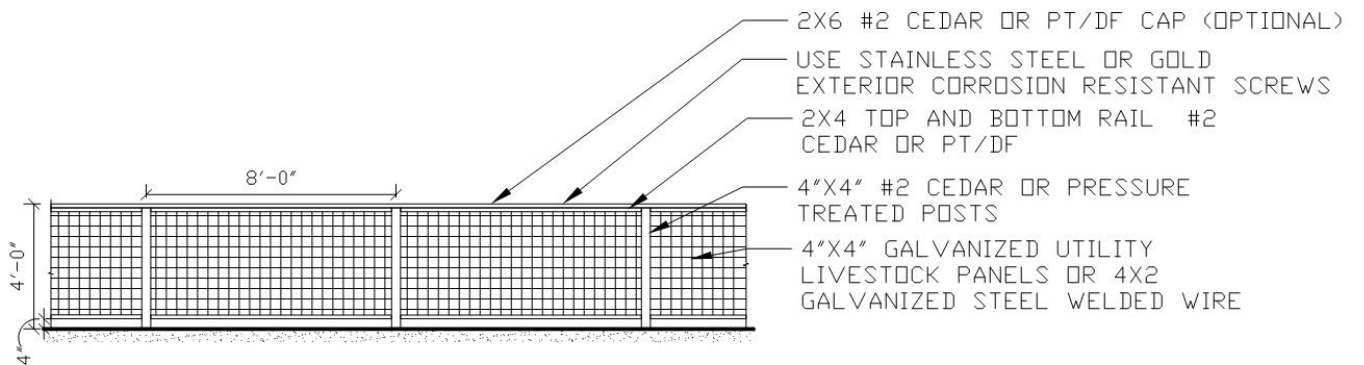 2X6 #2 CEDAR OR PT/DF CAP (OPTIONAL)
USE STAINLESS STEEL OR GOLD
EXTERIOR CORROSION RESISTANT SCREWS
2X4 TOP AND BOTTOM RAIL #2
CEDAR OR PT/DF
4"X4" #2 CEDAR OR PRESSURE
TREATED POSTS
4"X4" GALVANIZED UTILITY
LIVESTOCK PANELS OR 4X2
GALVANIZED STEEL WELDED WIRE
8'-0"
4'-0"
4"